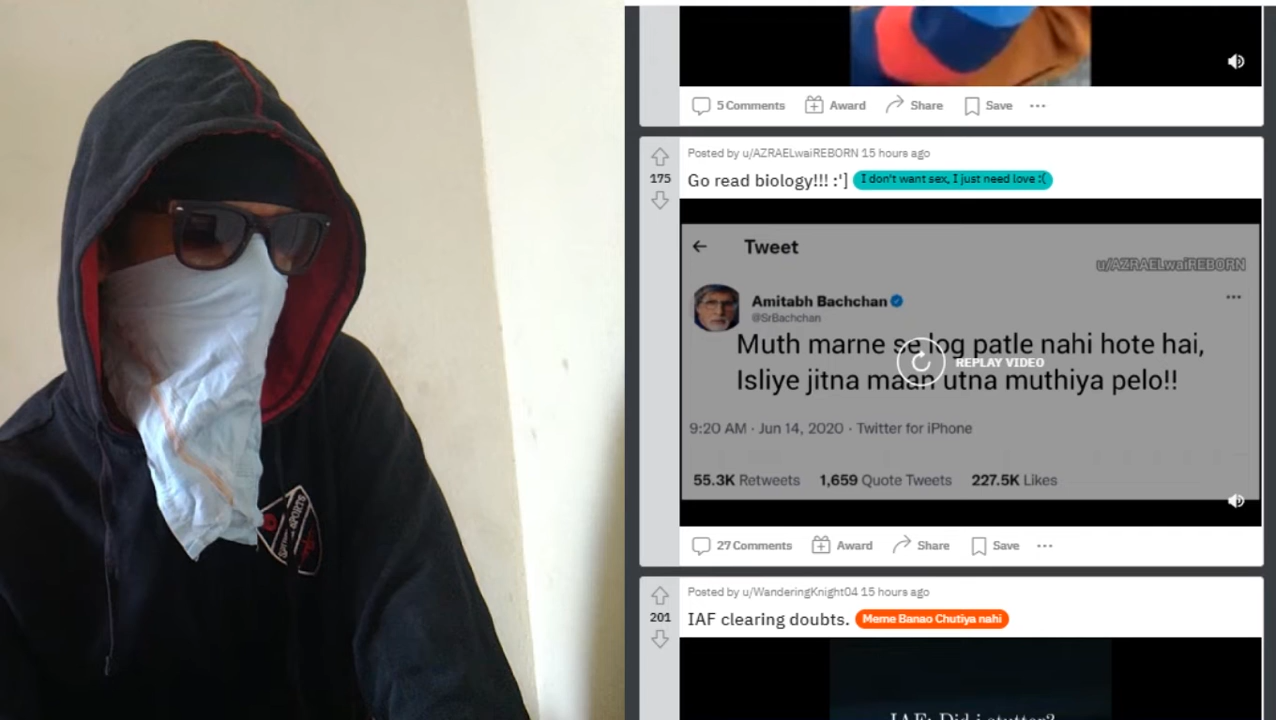 5 Comments Award Share Save
Posted by u/AZRAELwaiREBORN 15 hours ago
175
Go read biology!!! :'] I don't want sex, I just need love :(
Tweet
u/AZRAELwaiREBORN
Amitabh Bachchan
@SrBachchan
Muth marne se log patle nahi hote hai,
REPLAY VIDEO
Isliye jitna maan utna muthiya pelo!!
9:20 AM · Jun 14, 2020 · Twitter for iPhone
55.3K Retweets 1,659 Quote Tweets 227.5K Likes
SPORTS
27 Comments Award Share Save
Posted by u/WanderingKnight04 15 hours ago
201
IAF clearing doubts. Meme Banao Chutiya nahi
IAF: Did i stutter?